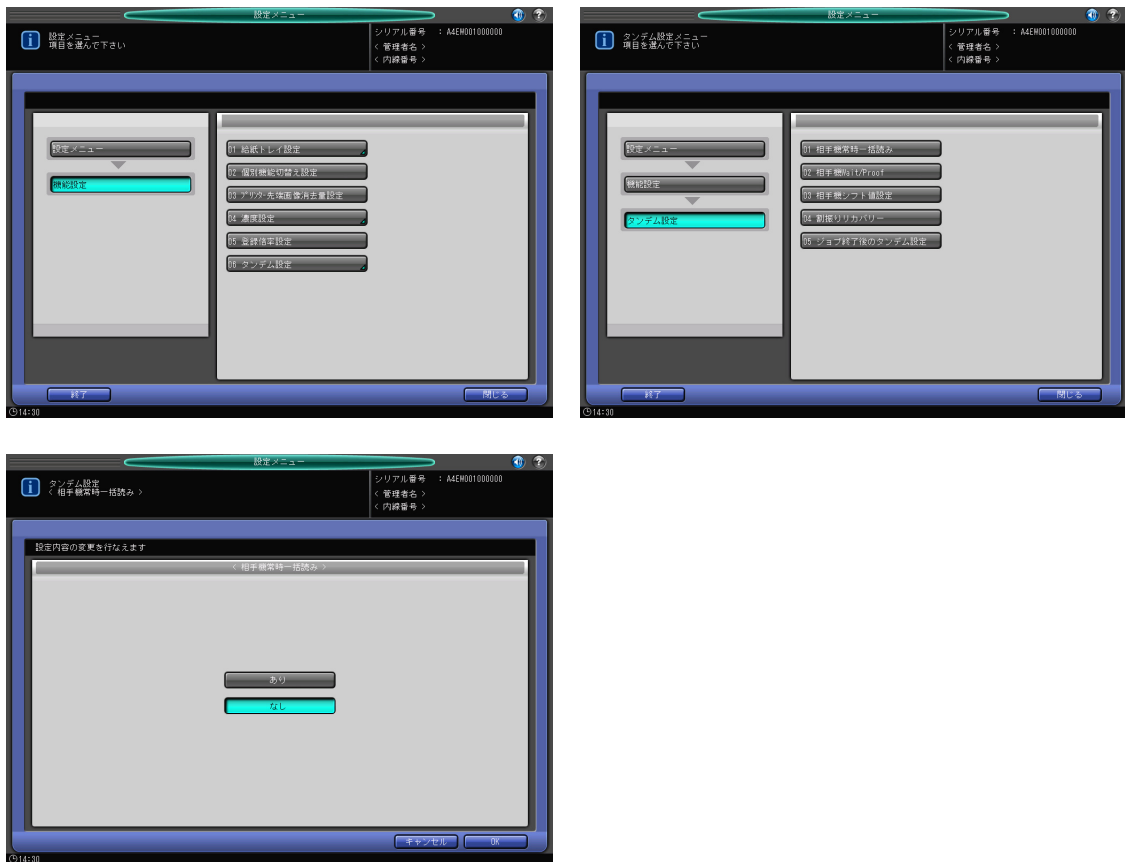 設定メニュー
設定メニュー
項目を選んで下さい
シリアル番号 : A4EW001000000
< 管理者名 >
< 内線番号 >
設定メニュー
機能設定
01 給紙トレイ設定
02 個別機能切替え設定
03 プリンター先端画像消去量設定
04 濃度設定
05 登録倍率設定
06 タンデム設定
終了
閉じる
14:30
設定メニュー
タンデム設定メニュー
項目を選んで下さい
シリアル番号 : A4EW001000000
< 管理者名 >
< 内線番号 >
設定メニュー
機能設定
タンデム設定
01 相手機常時一括読み
02 相手機Wait/Proof
03 相手機シフト値設定
04 割振りリカバリー
05 ジョブ終了後のタンデム設定
終了
閉じる
14:30
設定メニュー
タンデム設定
< 相手機常時一括読み >
シリアル番号 : A4EW001000000
< 管理者名 >
< 内線番号 >
設定内容の変更を行なえます
< 相手機常時一括読み >
あり
なし
キャンセル
OK
14:30